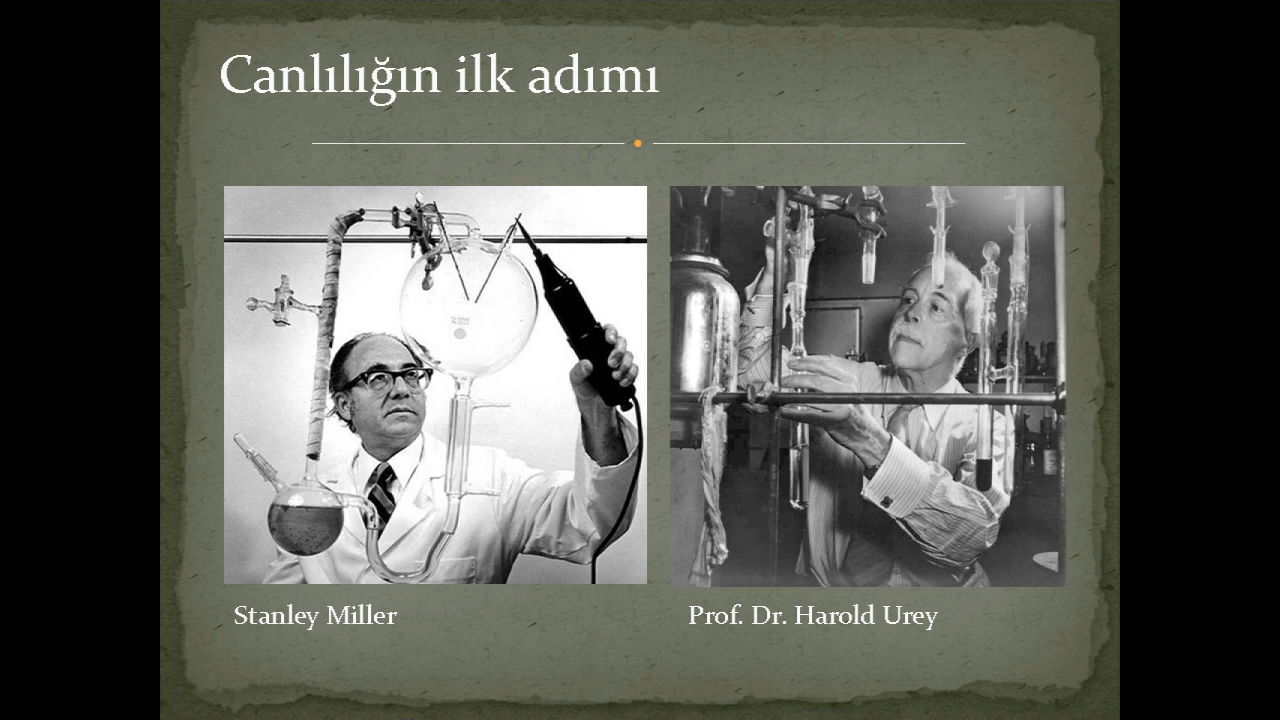 Canlılığın ilk adımı
Stanley Miller
Prof. Dr. Harold Urey